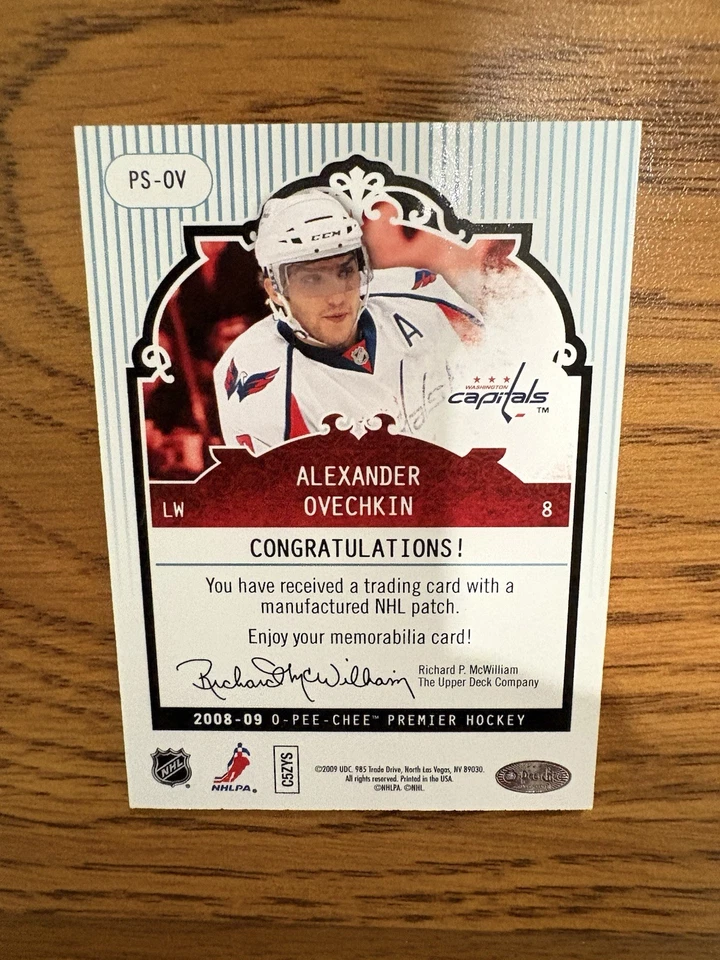 PS-OV
CCM
A
WASHINGTON
capitals™
ALEXANDER
OVECHKIN
LW
8
CONGRATULATIONS!
You have received a trading card with a
manufactured NHL patch.
Enjoy your memorabilia card!
Richard McWilliam
Richard P. McWilliam
The Upper Deck Company
2008-09 O-PEE-CHEE™ PREMIER HOCKEY
NHL
NHLPA®
C5ZYS
©2009 UDC. 985 Trade Drive, North Las Vegas, NV 89030.
All rights reserved. Printed in the USA.
©NHLPA. ©NHL.
O-Pee-Chee